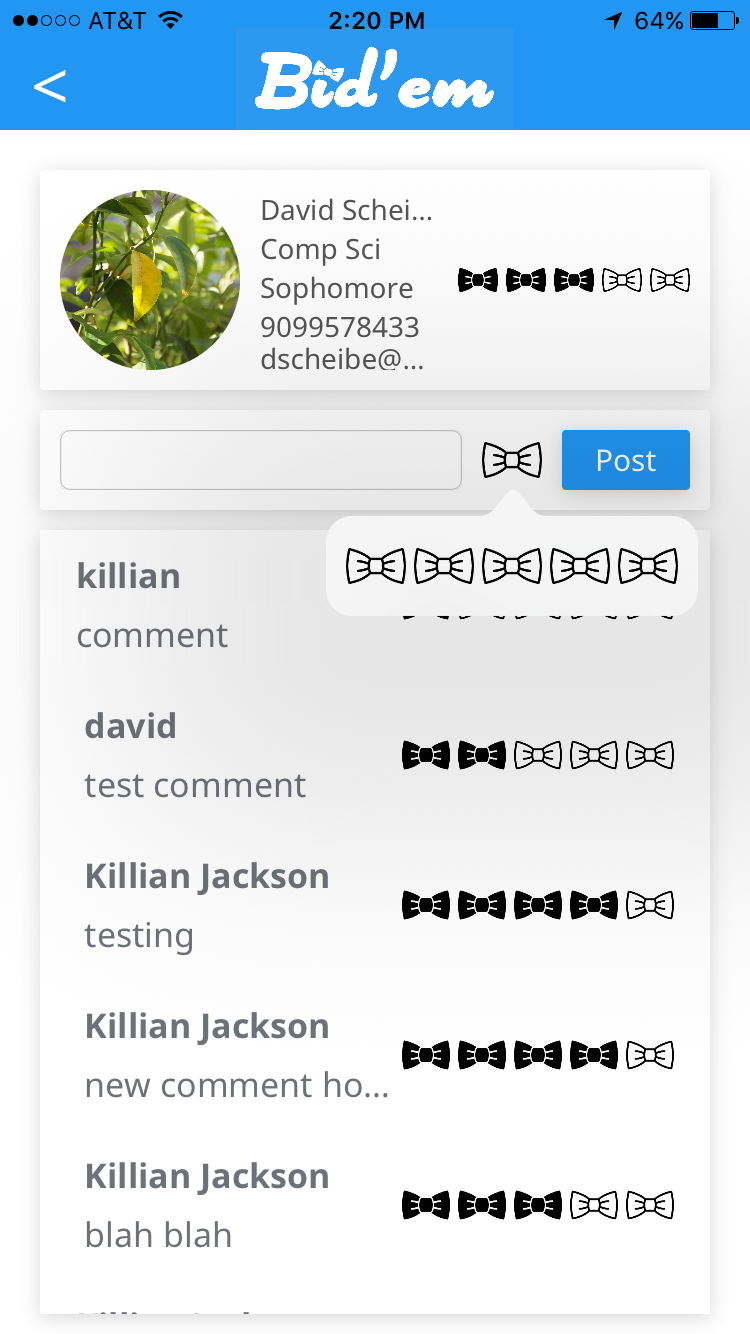 AT&T 2:20 PM 64%
< Bid'em
David Schei...
Comp Sci
Sophomore
9099578433
dscheibe@...
Post
killian
comment
david
test comment
Killian Jackson
testing
Killian Jackson
new comment ho...
Killian Jackson
blah blah